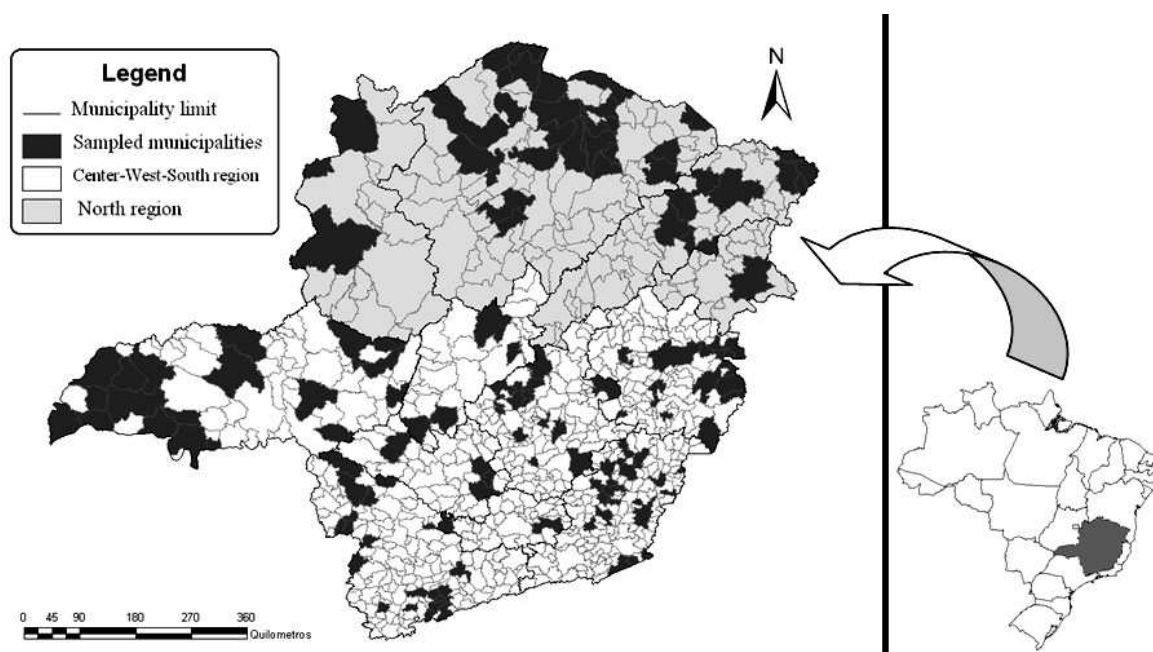 Legend
Municipality limit
Sampled municipalities
Center-West-South region
North region
N
0 45 90 180 270 360
Quilometros